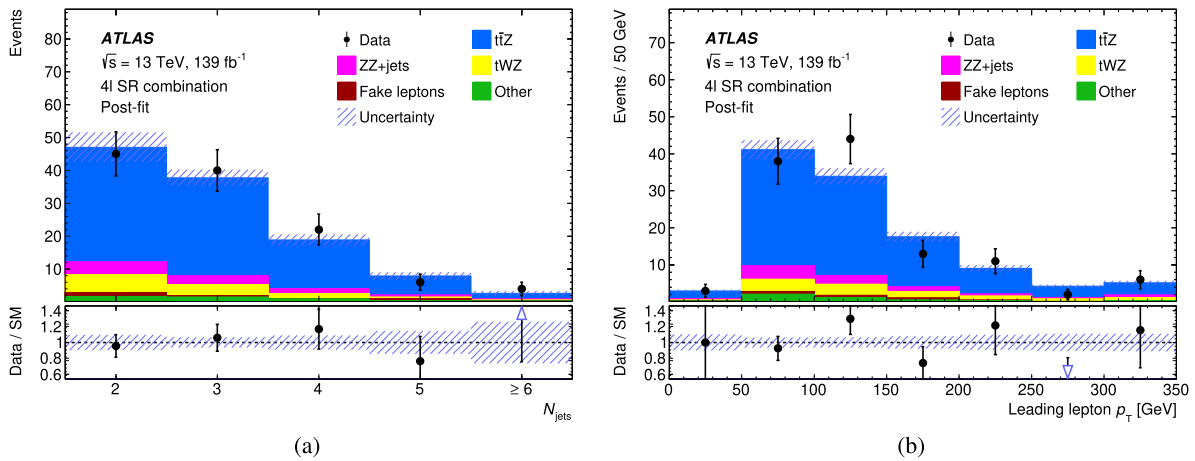 Events
80
70
60
50
40
30
20
10
ATLAS
√s = 13 TeV, 139 fb-1
4l SR combination
Post-fit
Data
tt̄Z
ZZ+jets
tWZ
Fake leptons
Other
Uncertainty
Data / SM
1.4
1.2
1
0.8
0.6
2 3 4 5 ≥ 6
Njets
(a)
Events / 50 GeV
70
60
50
40
30
20
10
ATLAS
√s = 13 TeV, 139 fb-1
4l SR combination
Post-fit
Data
tt̄Z
ZZ+jets
tWZ
Fake leptons
Other
Uncertainty
Data / SM
1.4
1.2
1
0.8
0.6
0 50 100 150 200 250 300 350
Leading lepton pT [GeV]
(b)